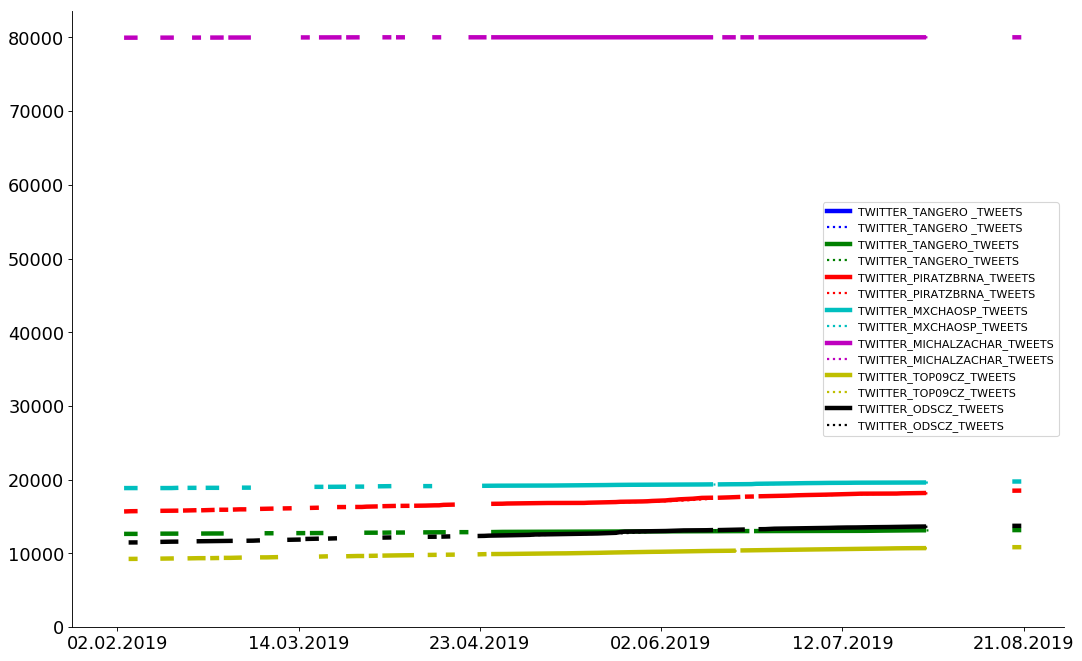 80000
70000
60000
50000
40000
30000
20000
10000
0
TWITTER_TANGERO _TWEETS
TWITTER_TANGERO _TWEETS
TWITTER_TANGERO_TWEETS
TWITTER_TANGERO_TWEETS
TWITTER_PIRATZBRNA_TWEETS
TWITTER_PIRATZBRNA_TWEETS
TWITTER_MXCHAOSP_TWEETS
TWITTER_MXCHAOSP_TWEETS
TWITTER_MICHALZACHAR_TWEETS
TWITTER_MICHALZACHAR_TWEETS
TWITTER_TOP09CZ_TWEETS
TWITTER_TOP09CZ_TWEETS
TWITTER_ODSCZ_TWEETS
TWITTER_ODSCZ_TWEETS
02.02.2019 14.03.2019 23.04.2019 02.06.2019 12.07.2019 21.08.2019